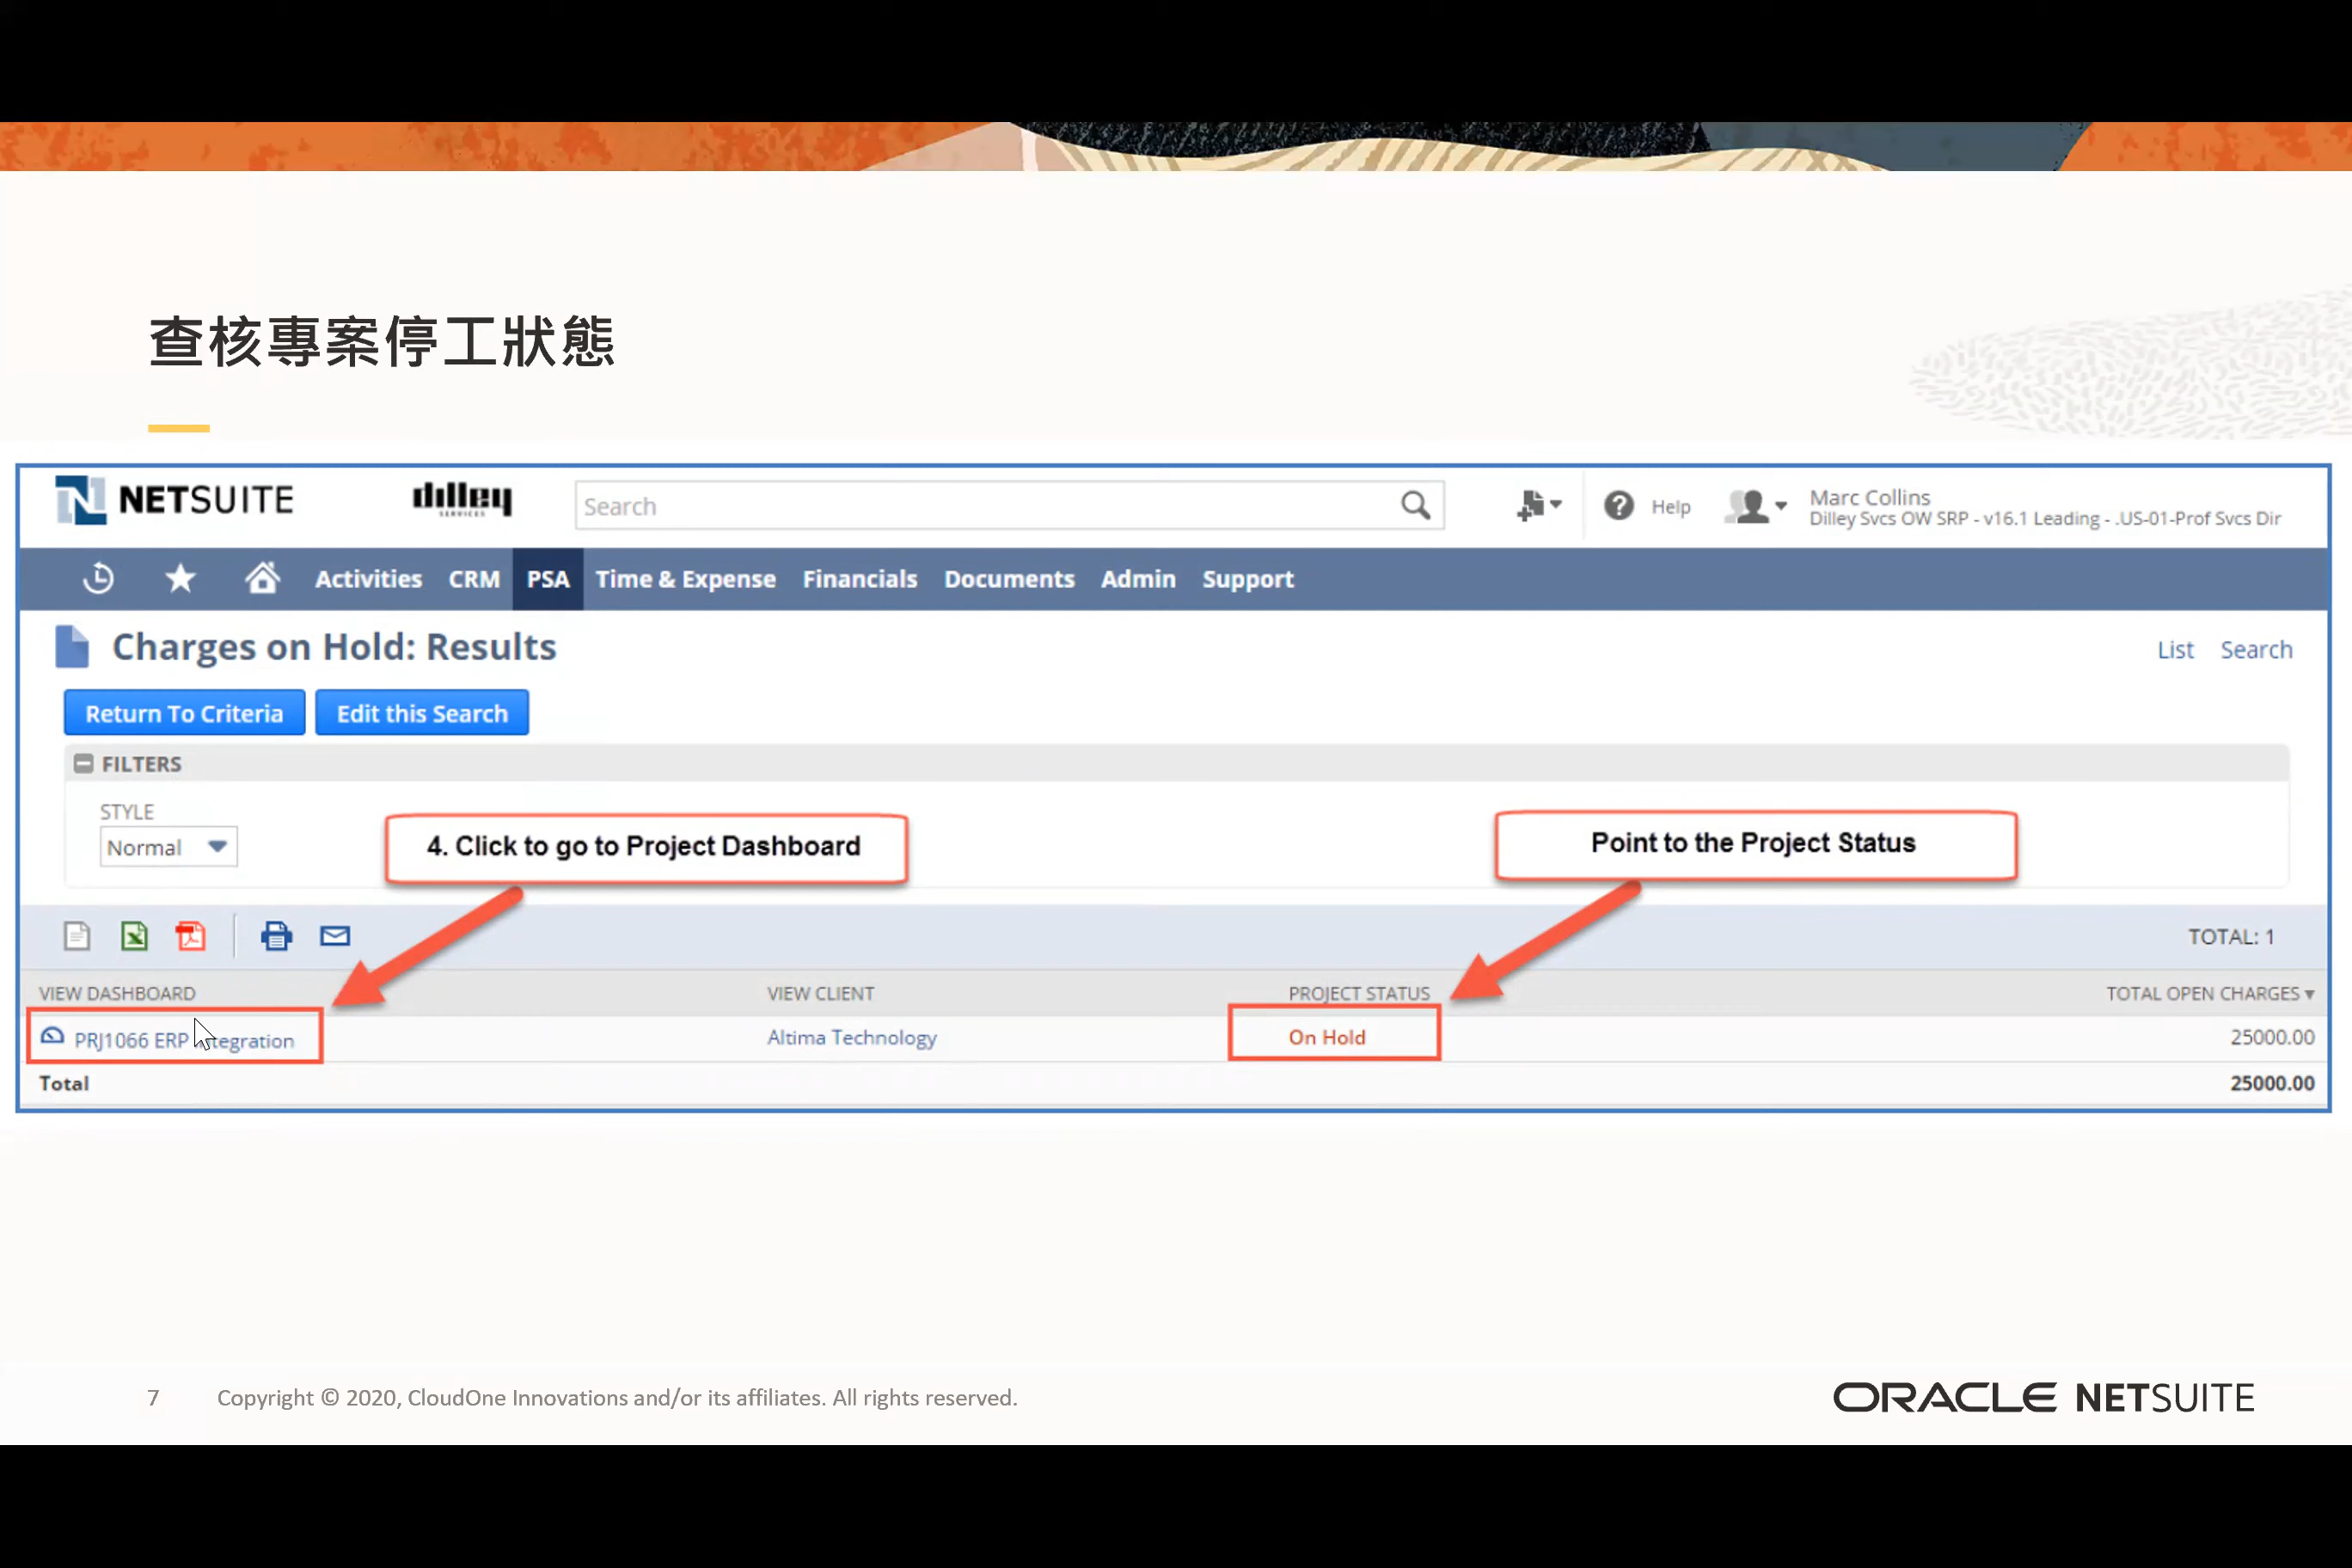 查核專案停工狀態
NETSUITE
dilley
SERVICES
Search
Help
Marc Collins
Dilley Svcs OW SRP - v16.1 Leading - .US-01-Prof Svcs Dir
Activities CRM PSA Time & Expense Financials Documents Admin Support
Charges on Hold: Results
List Search
Return To Criteria Edit this Search
FILTERS
STYLE
Normal
4. Click to go to Project Dashboard
Point to the Project Status
TOTAL: 1
VIEW DASHBOARD VIEW CLIENT PROJECT STATUS TOTAL OPEN CHARGES
PRJ1066 ERP Integration Altima Technology On Hold 25000.00
Total 25000.00
7 Copyright © 2020, CloudOne Innovations and/or its affiliates. All rights reserved.
ORACLE NETSUITE